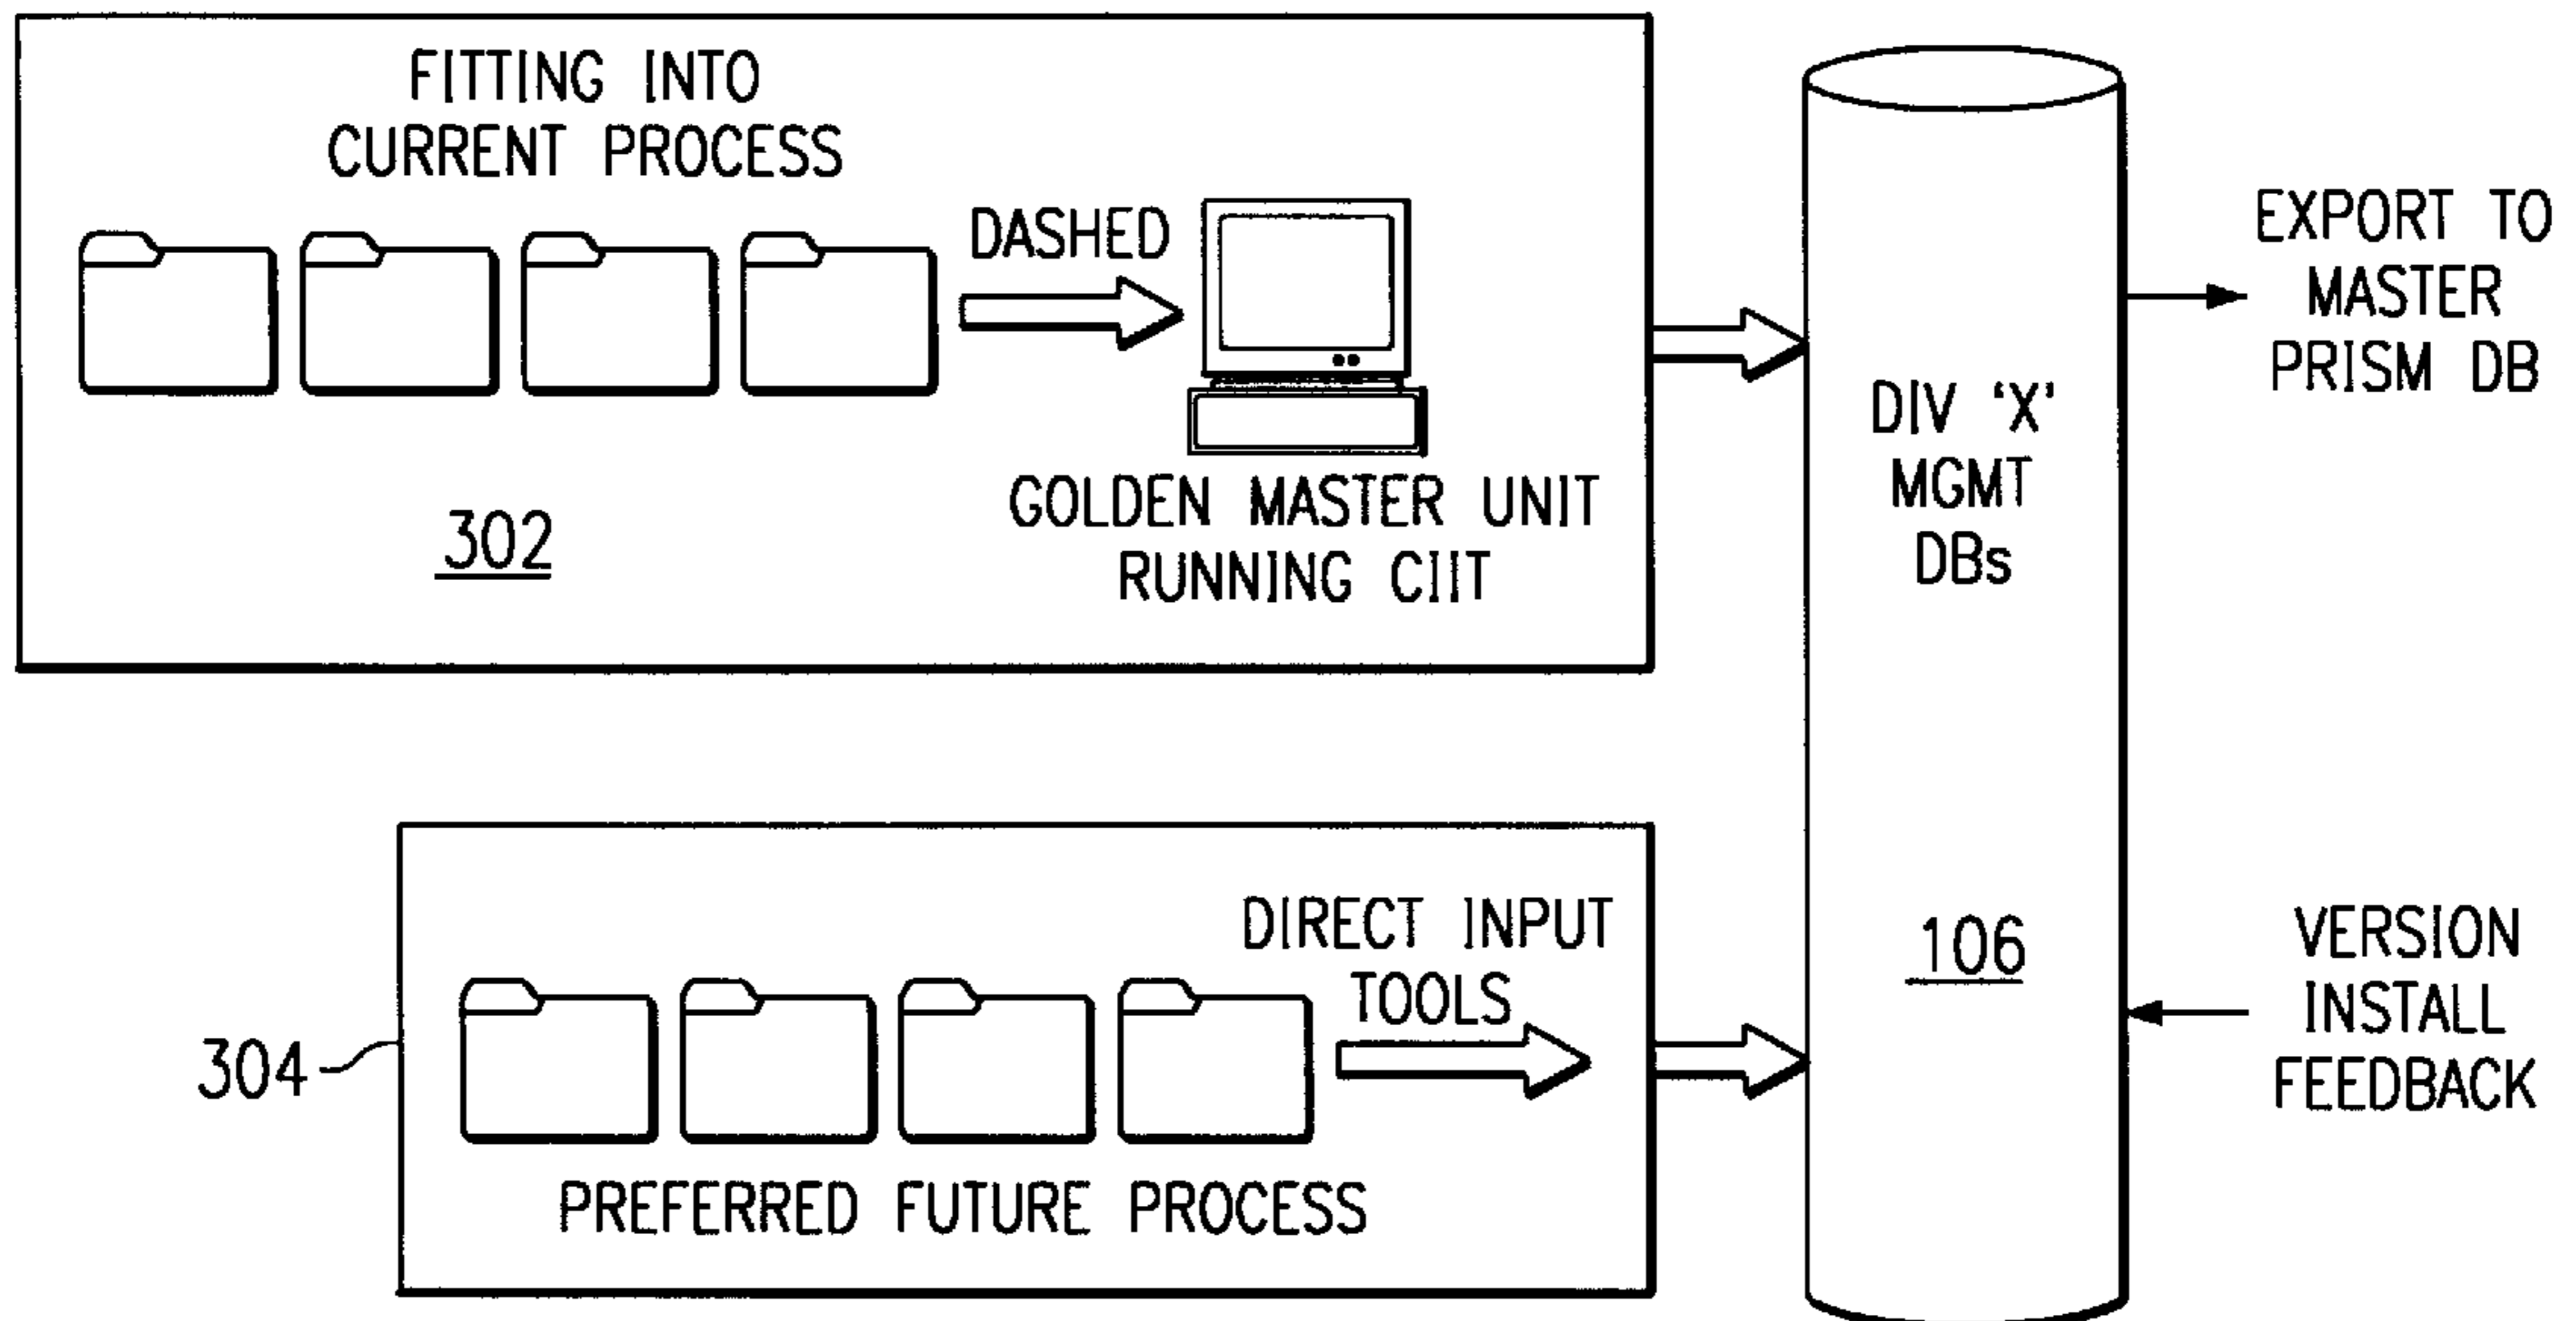 FITTING INTO
CURRENT PROCESS
DASHED
302
GOLDEN MASTER UNIT
RUNNING CIIT
DIV ‘X’
MGMT
DBs
106
EXPORT TO
MASTER
PRISM DB
304
DIRECT INPUT
TOOLS
PREFERRED FUTURE PROCESS
VERSION
INSTALL
FEEDBACK